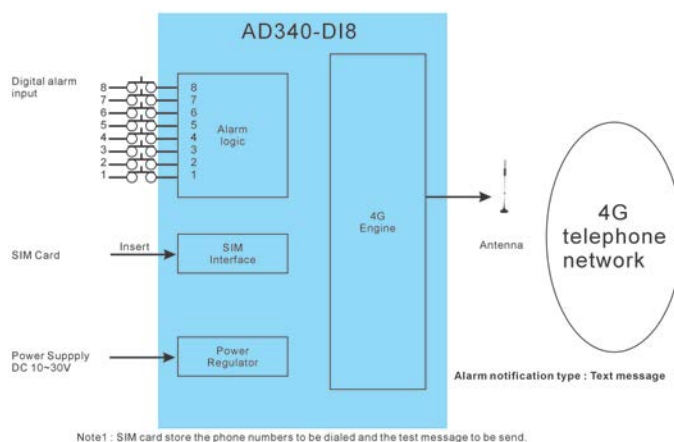 AD340-DI8
Digital alarm
input
8 8
7 7
6 6
5 5
4 4
3 3
2 2
1 1
Alarm
logic
4G
Engine
Antenna
4G
telephone
network
SIM Card
Insert
SIM
Interface
Power Suppply
DC 10~30V
Power
Regulator
Alarm notification type : Text message
Note1 : SIM card store the phone numbers to be dialed and the test message to be send.